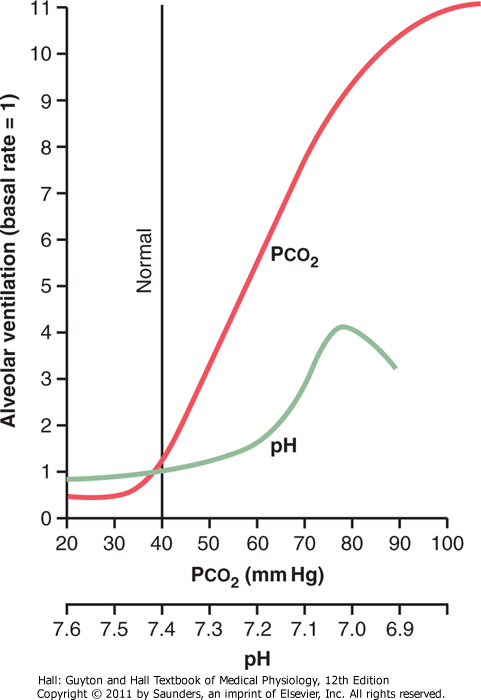 Alveolar ventilation (basal rate = 1)
11
10
9
8
7
6
5
4
3
2
1
0
Normal
PCO2
pH
20 30 40 50 60 70 80 90 100
PCO2 (mm Hg)
7.6 7.5 7.4 7.3 7.2 7.1 7.0 6.9
pH
Hall: Guyton and Hall Textbook of Medical Physiology, 12th Edition
Copyright © 2011 by Saunders, an imprint of Elsevier, Inc. All rights reserved.